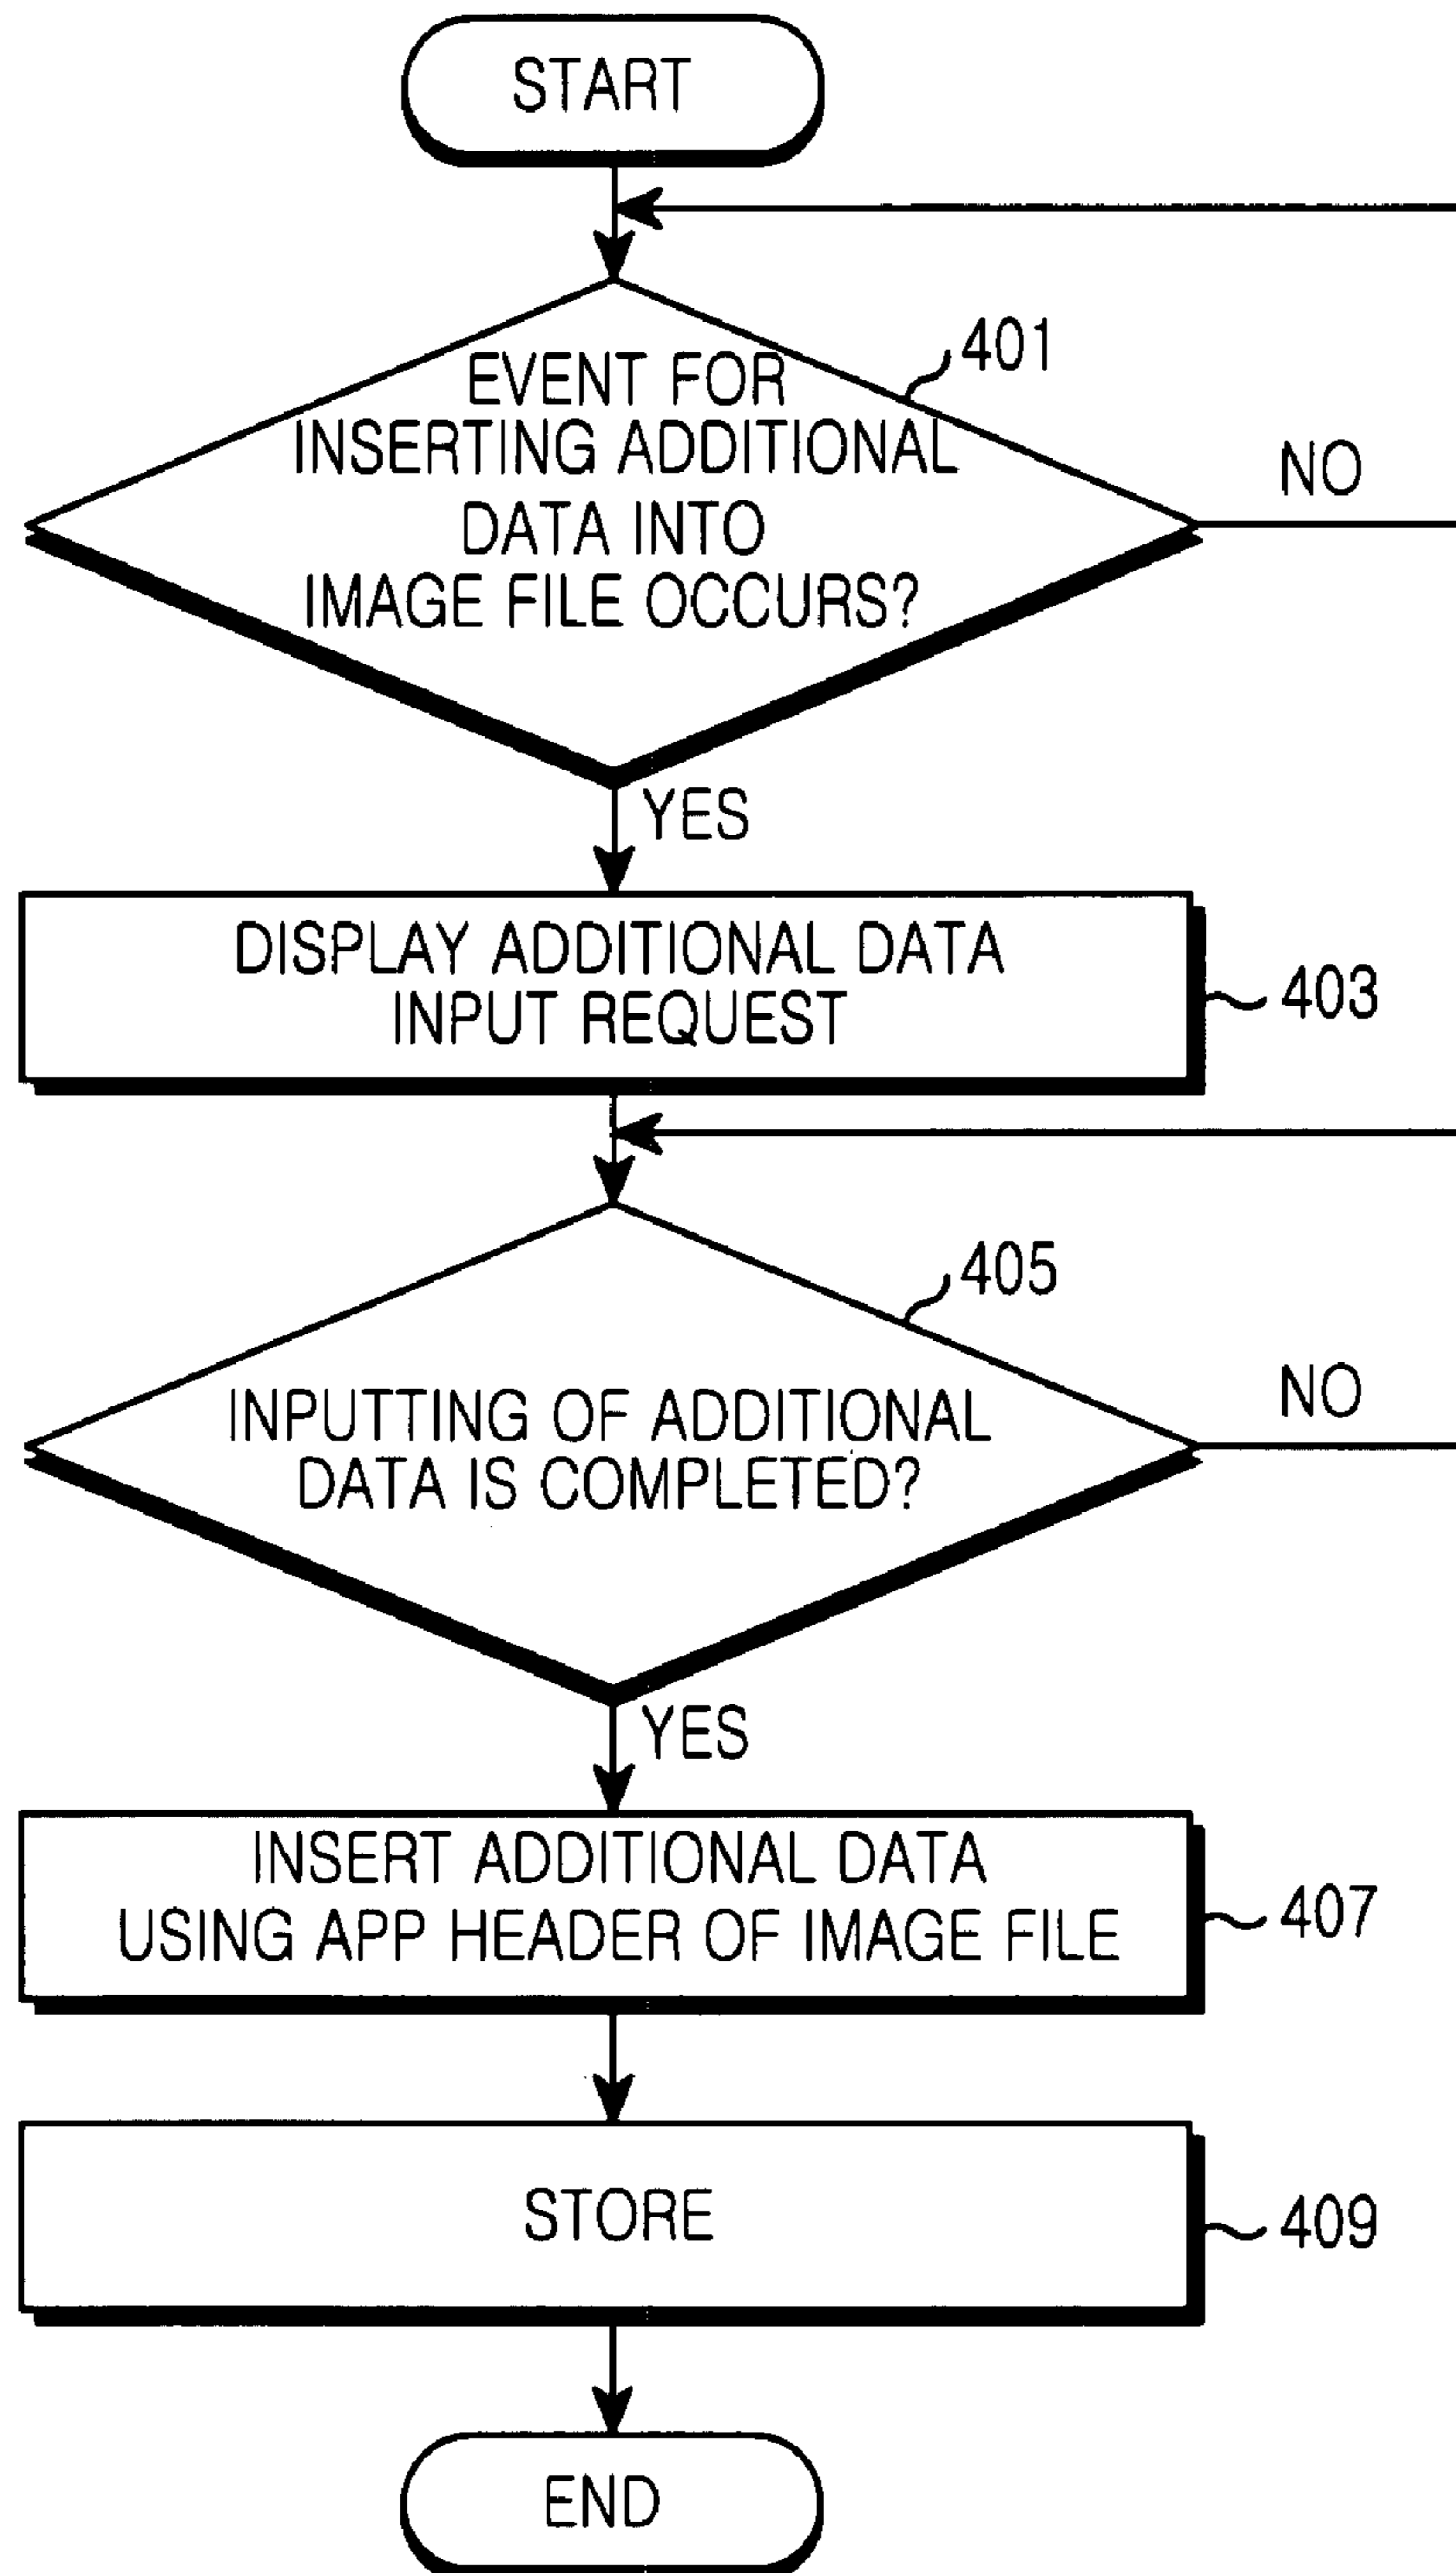 START
EVENT FOR
INSERTING ADDITIONAL
DATA INTO
IMAGE FILE OCCURS?
401
NO
YES
DISPLAY ADDITIONAL DATA
INPUT REQUEST
403
405
INPUTTING OF ADDITIONAL
DATA IS COMPLETED?
NO
YES
INSERT ADDITIONAL DATA
USING APP HEADER OF IMAGE FILE
407
STORE
409
END